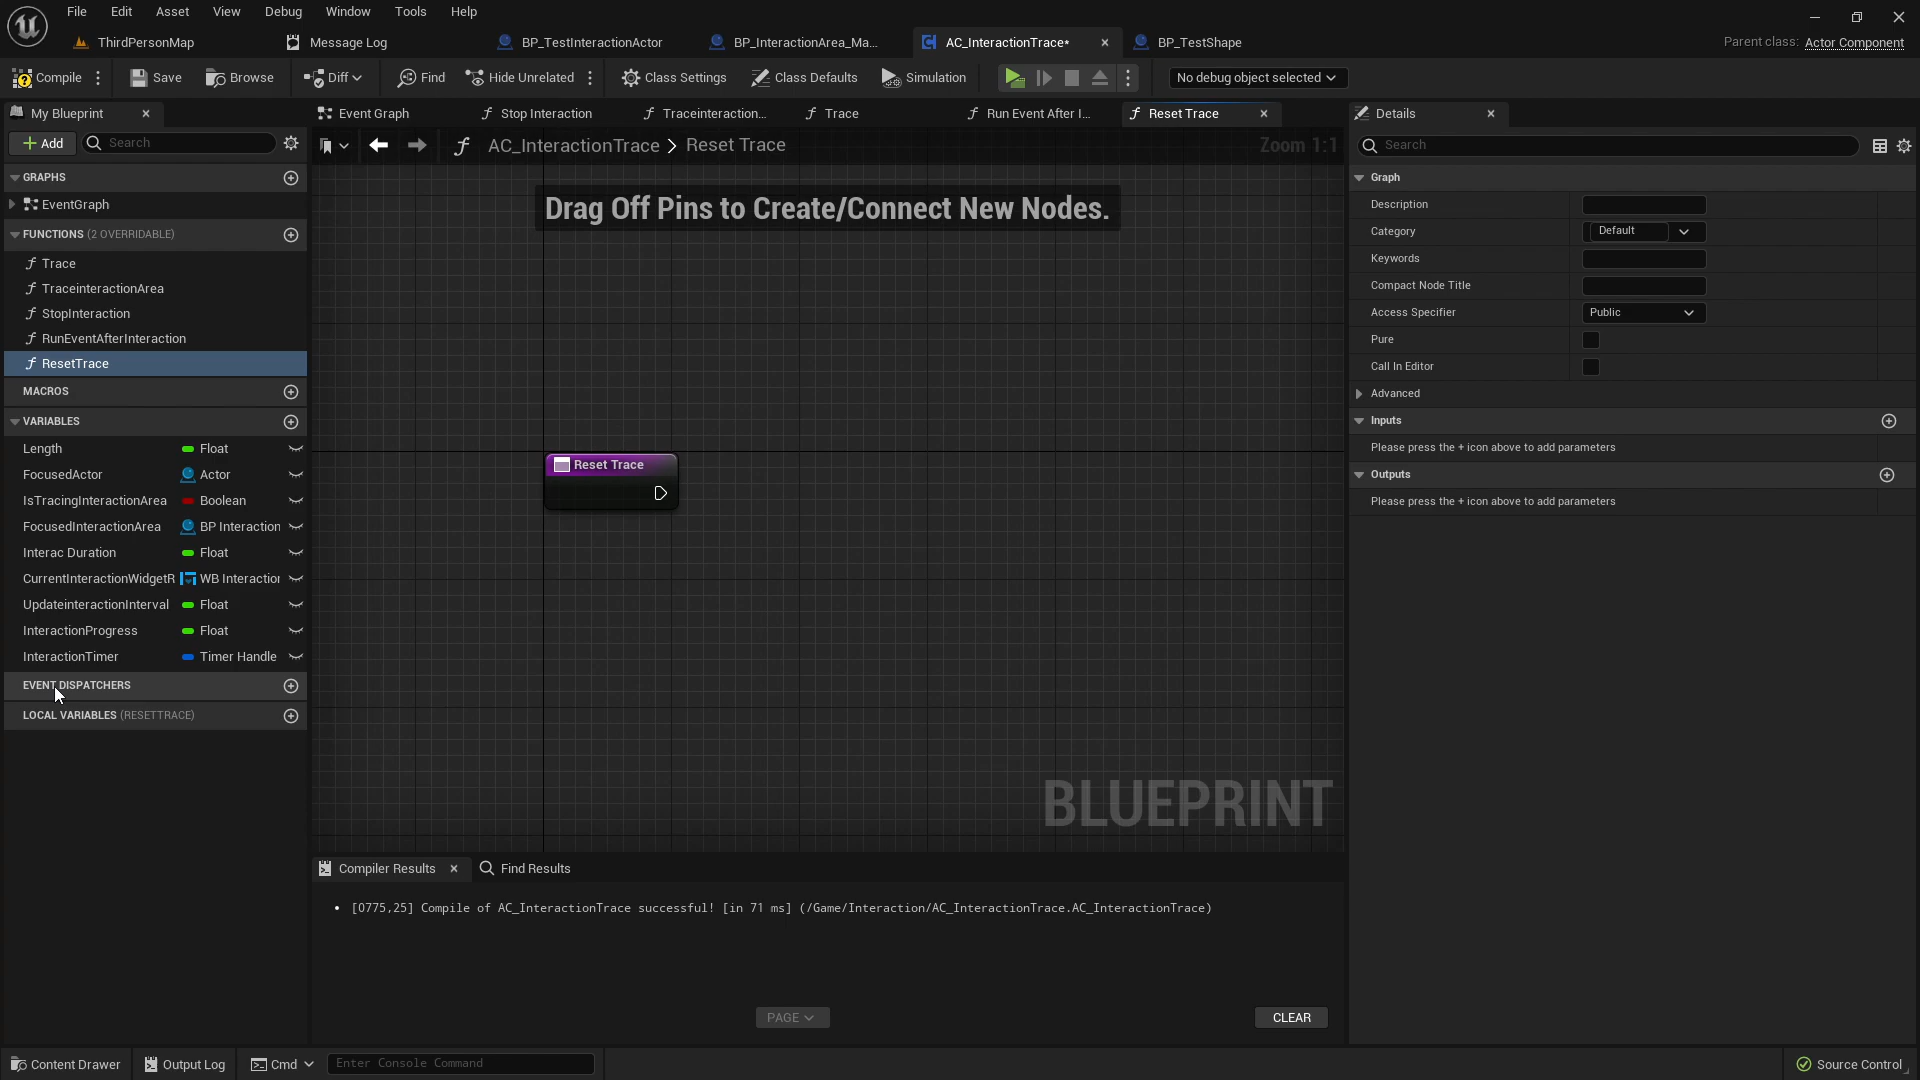 File Edit Asset View Debug Window Tools Help
ThirdPersonMap Message Log BP_TestInteractionActor BP_InteractionArea_Ma... AC_InteractionTrace* BP_TestShape Parent class: Actor Component
Compile Save Browse Diff Find Hide Unrelated Class Settings Class Defaults Simulation No debug object selected
My Blueprint Event Graph Stop Interaction Traceinteraction... Trace Run Event After I... Reset Trace Details
Add Search AC_InteractionTrace > Reset Trace Zoom 1:1 Search
GRAPHS
EventGraph
FUNCTIONS (2 OVERRIDABLE)
Trace
TraceinteractionArea
StopInteraction
RunEventAfterInteraction
ResetTrace
MACROS
VARIABLES
Length Float
FocusedActor Actor
IsTracingInteractionArea Boolean
FocusedInteractionArea BP Interaction
Interac Duration Float
CurrentInteractionWidgetR WB Interaction
UpdateinteractionInterval Float
InteractionProgress Float
InteractionTimer Timer Handle
EVENT DISPATCHERS
LOCAL VARIABLES (RESETTRACE)
Drag Off Pins to Create/Connect New Nodes.
Reset Trace
BLUEPRINT
Graph
Description
Category Default
Keywords
Compact Node Title
Access Specifier Public
Pure
Call In Editor
Advanced
Inputs
Please press the + icon above to add parameters
Outputs
Please press the + icon above to add parameters
Compiler Results Find Results
• [0775,25] Compile of AC_InteractionTrace successful! [in 71 ms] (/Game/Interaction/AC_InteractionTrace.AC_InteractionTrace)
PAGE CLEAR
Content Drawer Output Log Cmd Enter Console Command Source Control